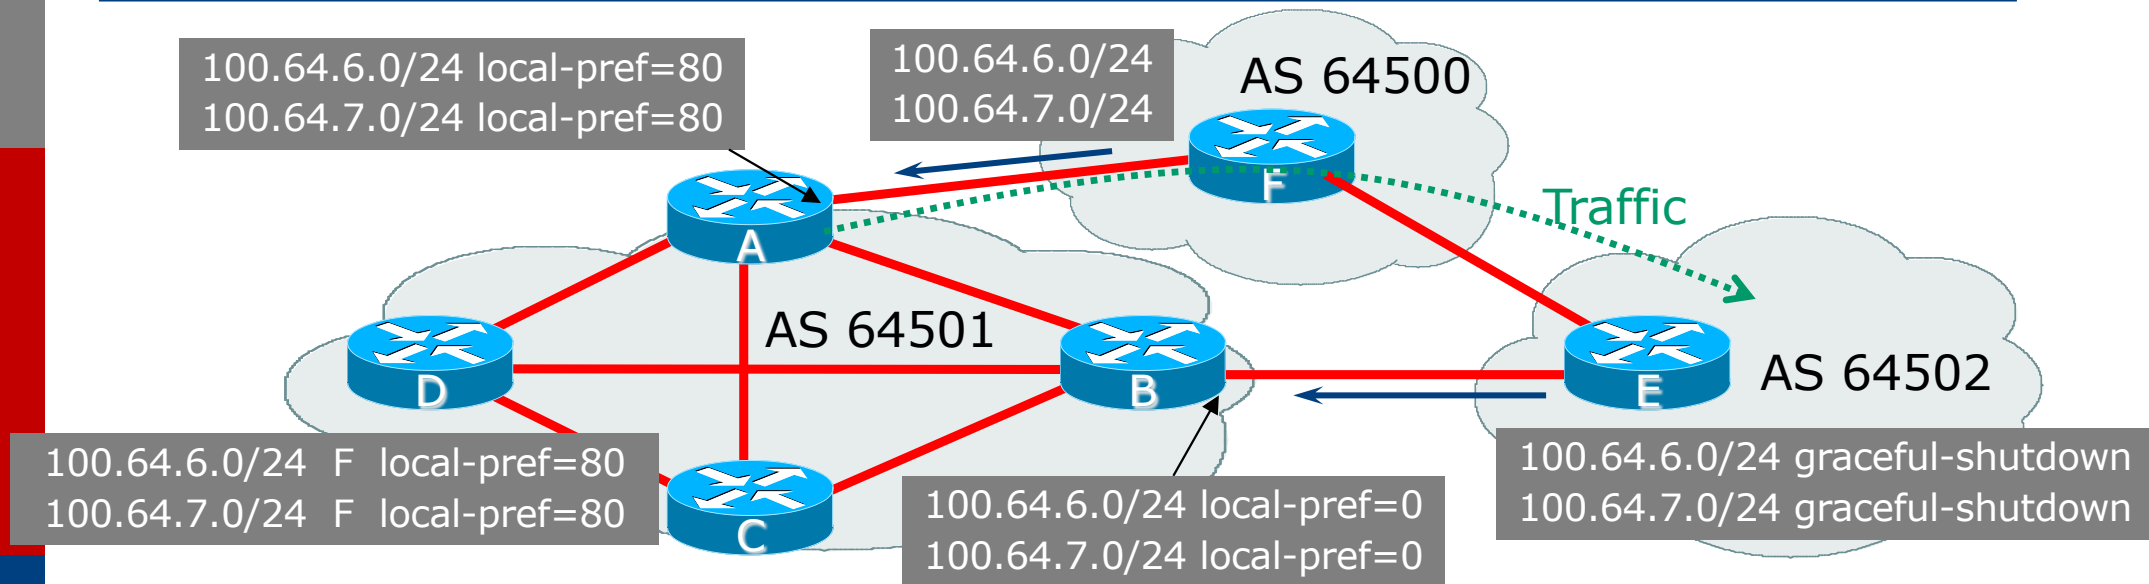 100.64.6.0/24 local-pref=80
100.64.7.0/24 local-pref=80
100.64.6.0/24
100.64.7.0/24
AS 64500
F
Traffic
A
AS 64501
D
B
E
AS 64502
100.64.6.0/24 F local-pref=80
100.64.7.0/24 F local-pref=80
C
100.64.6.0/24 local-pref=0
100.64.7.0/24 local-pref=0
100.64.6.0/24 graceful-shutdown
100.64.7.0/24 graceful-shutdown